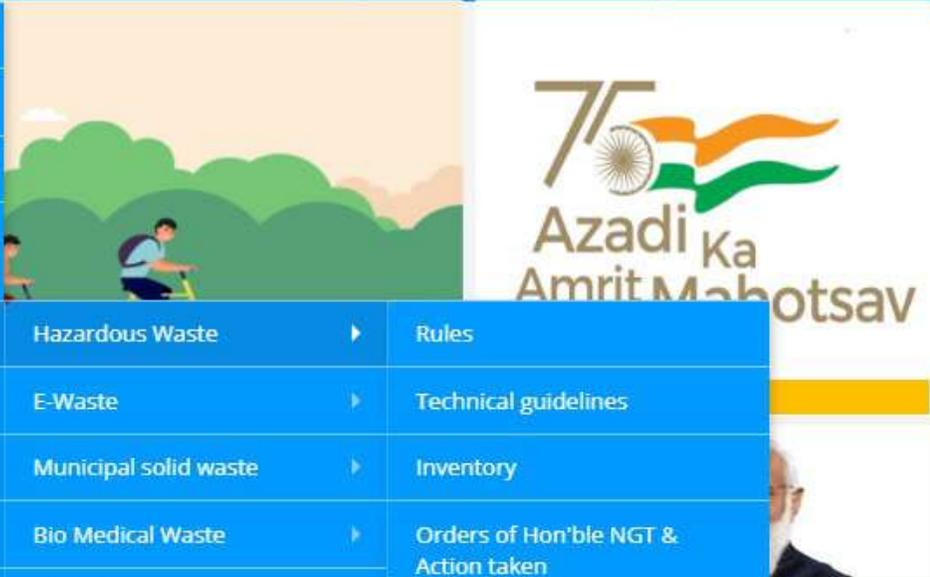 75
Azadi Ka
Amrit Mahotsav
Hazardous Waste
E-Waste
Municipal solid waste
Bio Medical Waste
Rules
Technical guidelines
Inventory
Orders of Hon'ble NGT &
Action taken